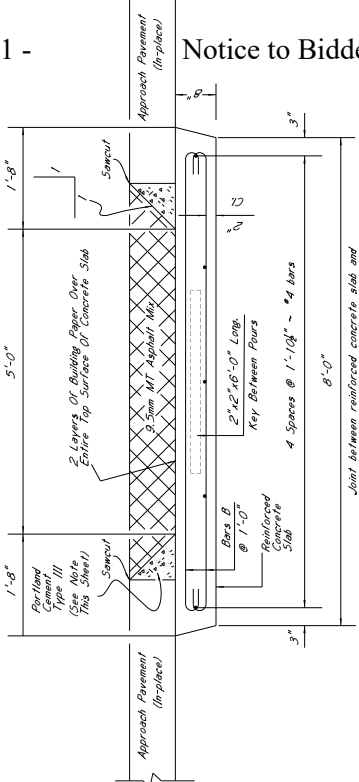 1 -
Notice to Bidde
Approach Pavement
(In-place)
1'-8"
5'-0"
1'-8"
Sawcut
1
1
2 Layers Of Building Paper Over
Entire Top Surface Of Concrete Slab
9.5mm MT Asphalt Mix
Portland
Cement
Type III
(See Note
This Sheet)
Sawcut
Approach Pavement
(In-place)
8"
2" Cl.
2"x2"x6'-0" Long.
Key Between Pours
Bars B
@ 1'-0"
Reinforced
Concrete
Slab
3"
4 Spaces @ 1'-10½" ~ #4 bars
3"
8'-0"
Joint between reinforced concrete slab and